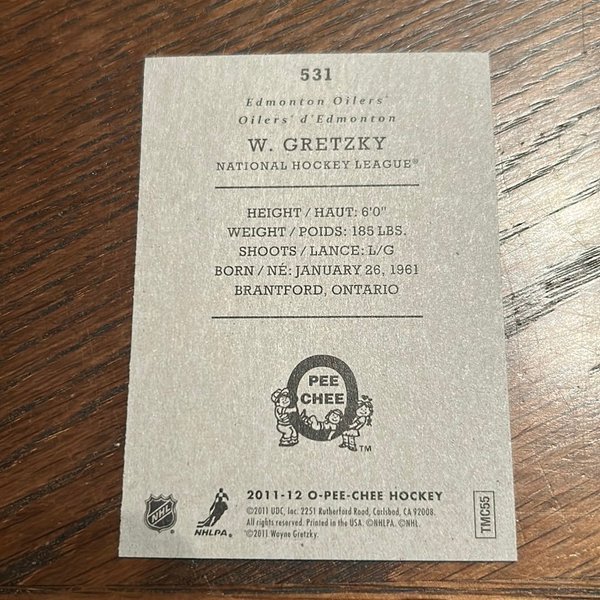 531
Edmonton Oilers®
Oilers® d'Edmonton
W. GRETZKY
NATIONAL HOCKEY LEAGUE®
HEIGHT / HAUT: 6'0"
WEIGHT / POIDS: 185 LBS.
SHOOTS / LANCE: L/G
BORN / NÉ: JANUARY 26, 1961
BRANTFORD, ONTARIO
PEE
CHEE
TM
2011-12 O-PEE-CHEE HOCKEY
©2011 UDC, Inc. 2251 Rutherford Road, Carlsbad, CA 92008.
All rights reserved. Printed in the USA. ©NHLPA. ©NHL.
©2011 Wayne Gretzky.
NHL
NHLPA.
TMC55